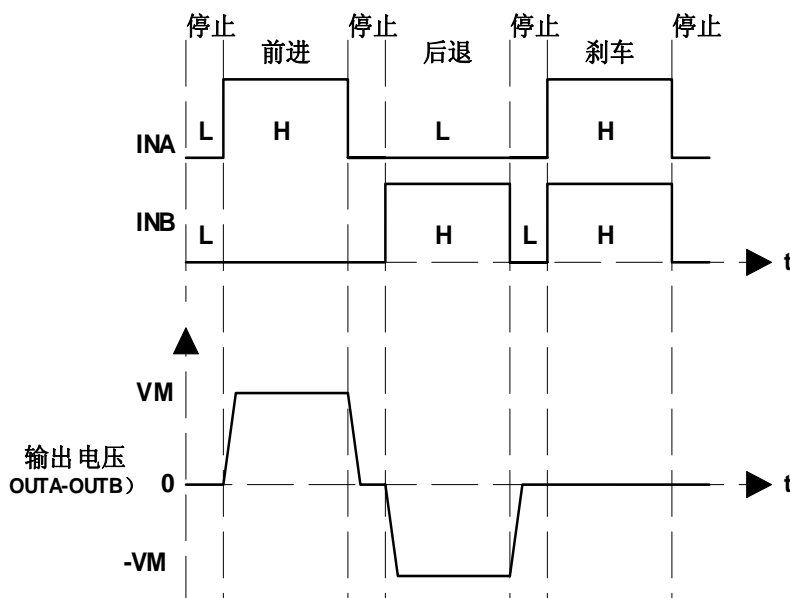 停止 停止 停止 停止
前进 后退 刹车
INA L H L H
INB L H L H
t
VM
输出电压
OUTA-OUTB） 0 t
-VM